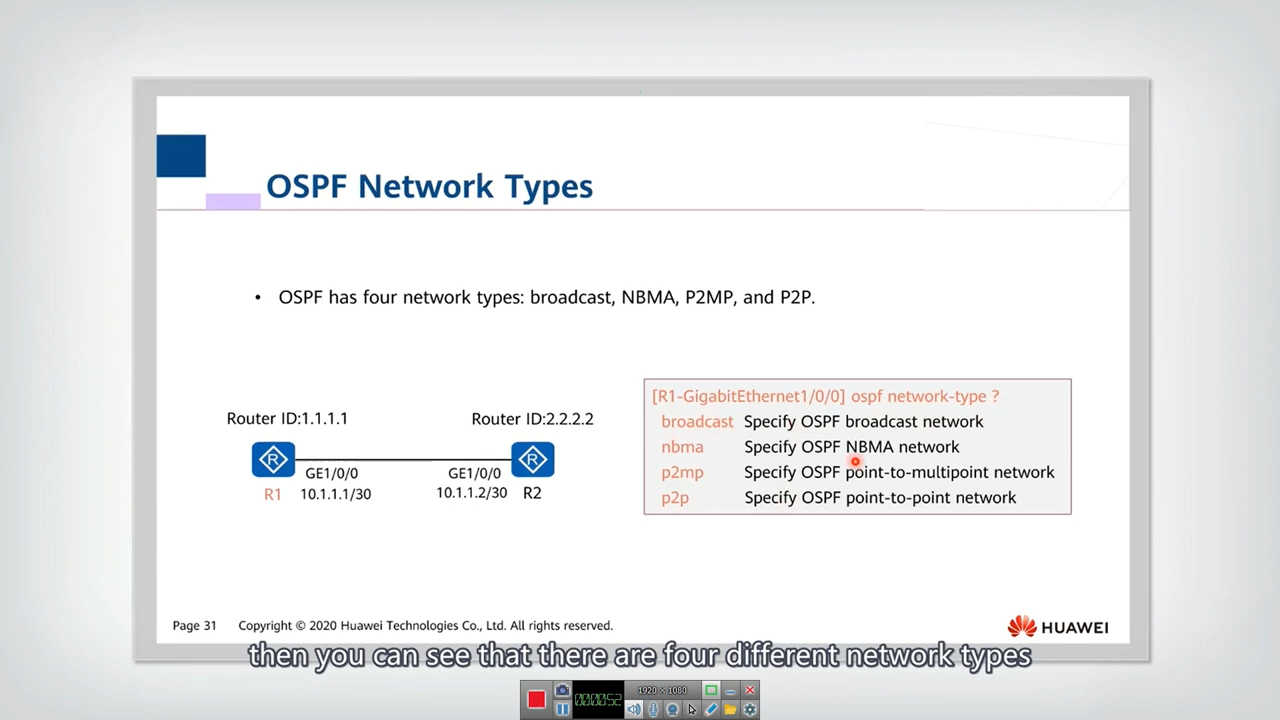 OSPF Network Types
• OSPF has four network types: broadcast, NBMA, P2MP, and P2P.
Router ID:1.1.1.1
Router ID:2.2.2.2
R
R
GE1/0/0
GE1/0/0
R1
10.1.1.1/30
10.1.1.2/30
R2
[R1-GigabitEthernet1/0/0] ospf network-type ?
broadcast Specify OSPF broadcast network
nbma Specify OSPF NBMA network
p2mp Specify OSPF point-to-multipoint network
p2p Specify OSPF point-to-point network
Page 31 Copyright © 2020 Huawei Technologies Co., Ltd. All rights reserved.
HUAWEI
then you can see that there are four different network types
00:00:52
1920 × 1080